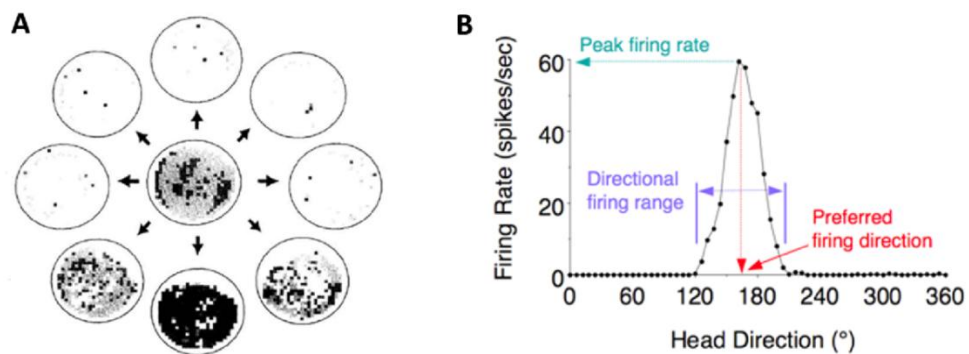 A
B
Peak firing rate
60
40
20
0
Firing Rate (spikes/sec)
Directional
firing range
Preferred
firing direction
0 60 120 180 240 300 360
Head Direction (°)